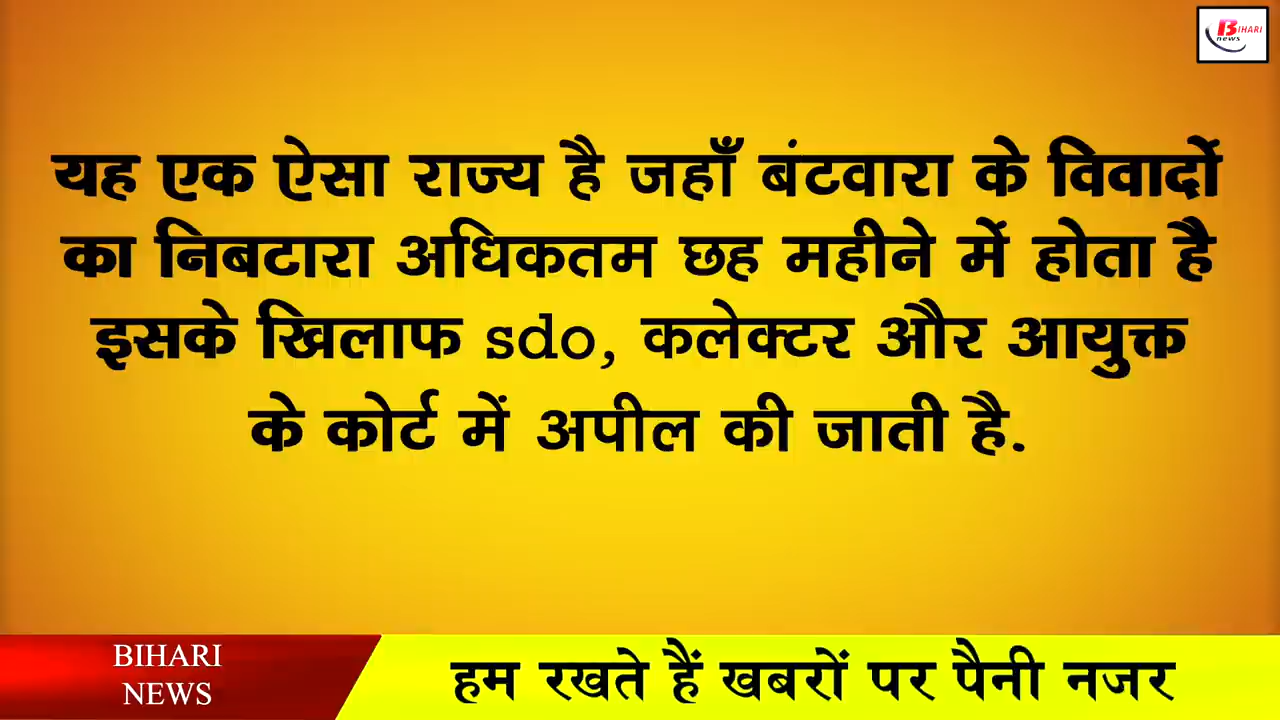 BIHARI
news
यह एक ऐसा राज्य है जहाँ बंटवारा के विवादों
का निबटारा अधिकतम छह महीने में होता है
इसके खिलाफ sdo, कलेक्टर और आयुक्त
के कोर्ट में अपील की जाती है.
BIHARI
NEWS
हम रखते हैं खबरों पर पैनी नजर